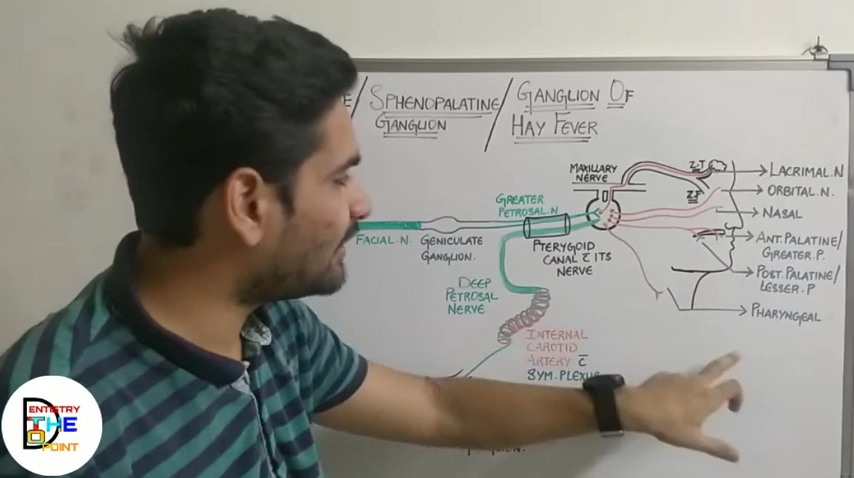 E/SPHENOPALATINE/GANGLION OF
GANGLION
HAY FEVER
MAXILLARY
NERVE
Z.T
LACRIMAL.N
Z.F
ORBITAL.N.
GREATER
PETROSAL.N
NASAL
FACIAL.N.
GENICULATE
GANGLION.
PTERYGOID
CANAL C̄ ITS
NERVE
ANT.PALATINE/
GREATER.P.
POST.PALATINE/
LESSER.P
DEEP
PETROSAL
NERVE
PHARYNGEAL
INTERNAL
CAROTID
ARTERY C̄
SYM.PLEXUS
DENTISTRY
THE
TO
POINT